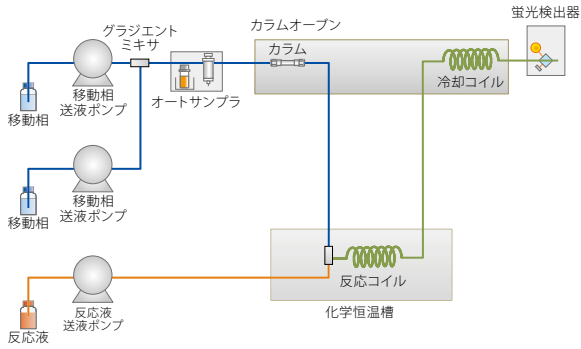 グラジエント
ミキサ
カラムオーブン
蛍光検出器
カラム
冷却コイル
移動相
送液ポンプ
オートサンプラ
移動相
移動相
送液ポンプ
移動相
反応コイル
化学恒温槽
反応液
送液ポンプ
反応液